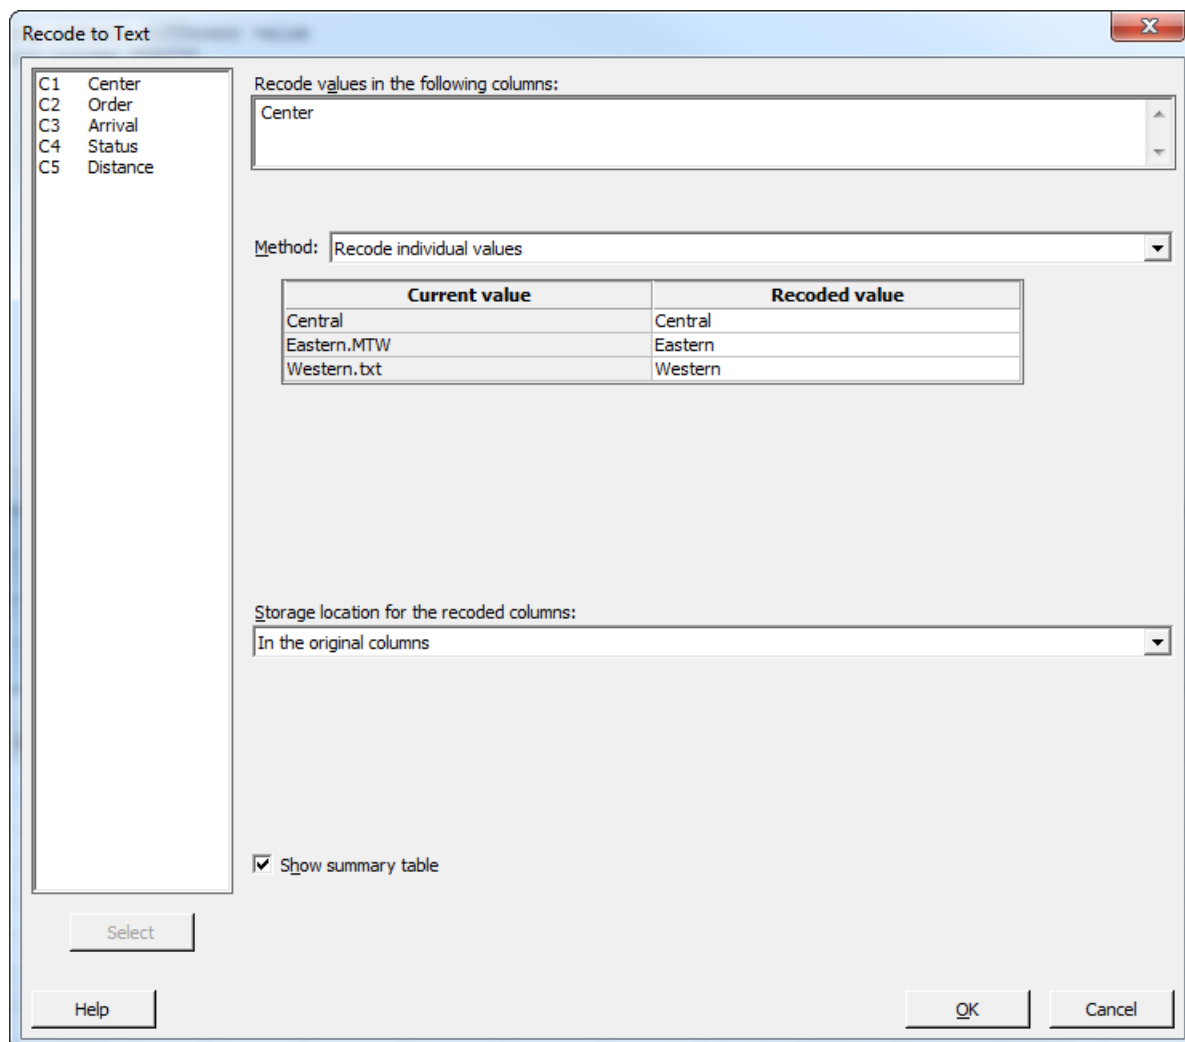 Recode to Text
C1 Center
C2 Order
C3 Arrival
C4 Status
C5 Distance
Recode values in the following columns:
Center
Method: Recode individual values
Current value Recoded value
Central Central
Eastern.MTW Eastern
Western.txt Western
Storage location for the recoded columns:
In the original columns
Show summary table
Select
Help OK Cancel